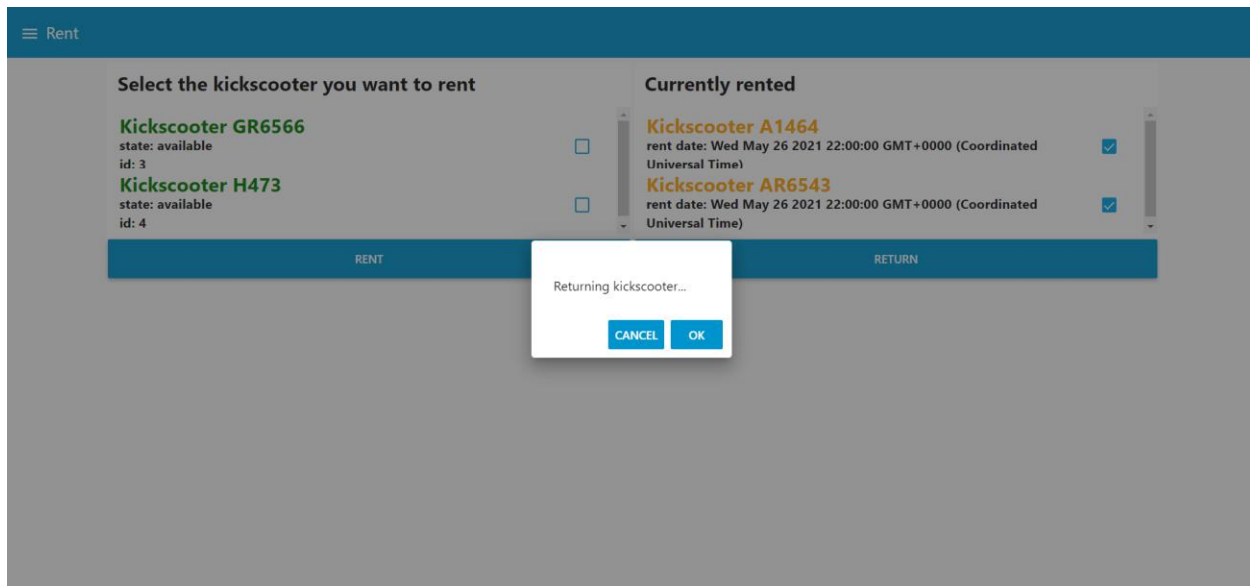 Rent
Select the kickscooter you want to rent
Kickscooter GR6566
state: available
id: 3
Kickscooter H473
state: available
id: 4
RENT
Currently rented
Kickscooter A1464
rent date: Wed May 26 2021 22:00:00 GMT+0000 (Coordinated
Universal Time)
Kickscooter AR6543
rent date: Wed May 26 2021 22:00:00 GMT+0000 (Coordinated
Universal Time)
RETURN
Returning kickscooter...
CANCEL OK